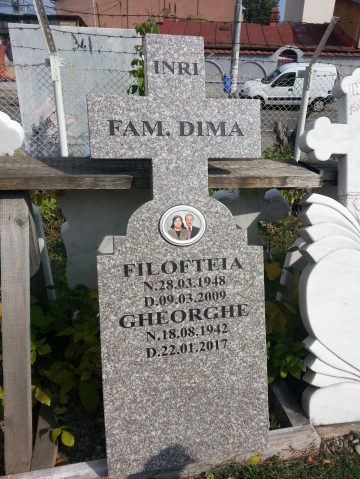 INRI
FAM. DIMA
FILOFTEIA
N.28.03.1948
D.09.03.2009
GHEORGHE
N.18.08.1942
D.22.01.2017